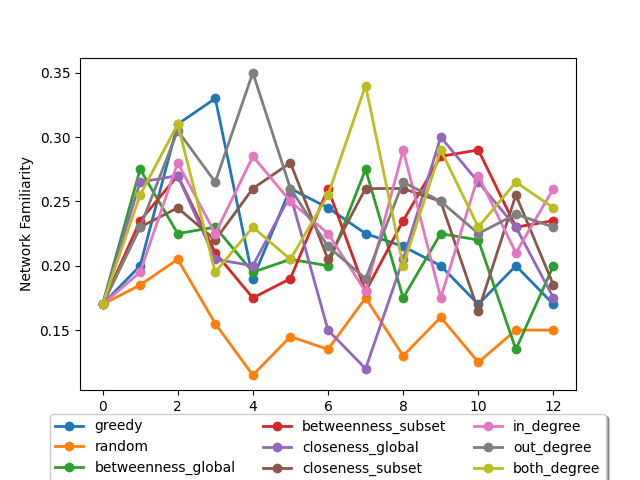 0.35
0.30
0.25
0.20
0.15
Network Familiarity
0 2 4 6 8 10 12
greedy betweenness_subset in_degree
random closeness_global out_degree
betweenness_global closeness_subset both_degree